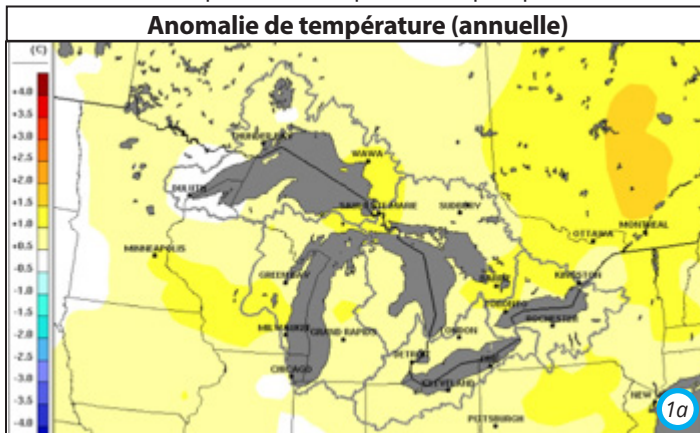 Anomalie de température (annuelle)
(C)
+4.0
+3.5
+3.0
+2.5
+2.0
+1.5
+1.0
+0.5
-0.5
-1.0
-1.5
-2.0
-2.5
-3.0
-3.5
-4.0
THUNDER BAY
WAWA
DULUTH
SAULT STE MARIE
SUDBURY
OTTAWA
MONTREAL
MINNEAPOLIS
GREEN BAY
BARRIE
KINGSTON
TORONTO
ROCHESTER
MILWAUKEE
GRAND RAPIDS
LONDON
DETROIT
ERIE
CHICAGO
CLEVELAND
PITTSBURGH
NEW
1a